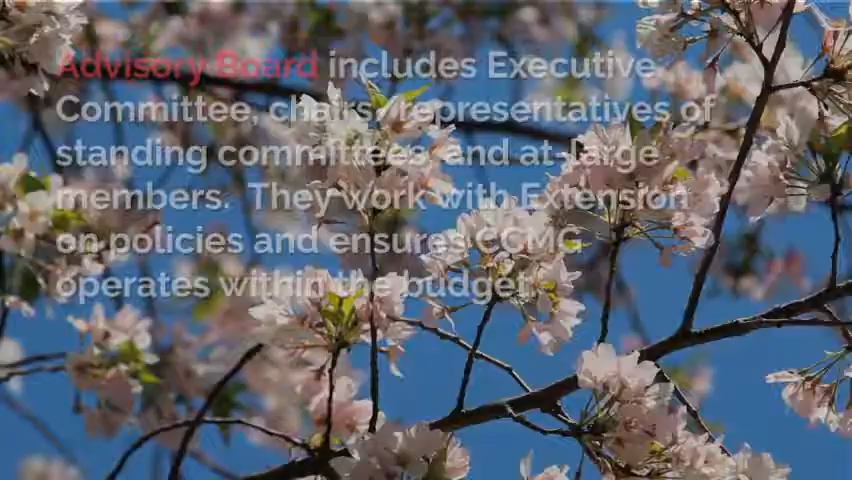 Advisory Board includes Executive
Committee, chairs, representatives of
standing committees and at large
members. They work with Extension
on policies and ensures CCMG
operates within the budget.